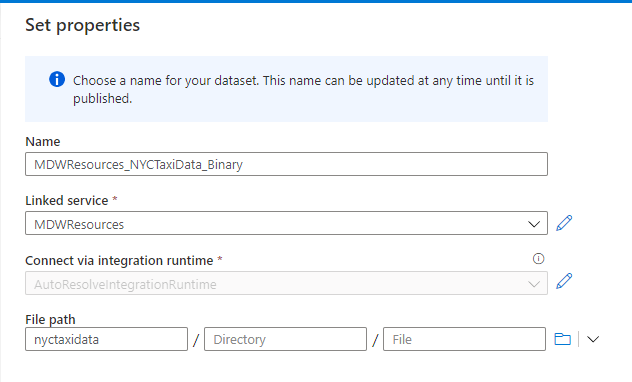 Set properties
Choose a name for your dataset. This name can be updated at any time until it is
published.
Name
MDWResources_NYCTaxiData_Binary
Linked service *
MDWResources
Connect via integration runtime *
AutoResolveIntegrationRuntime
File path
nyctaxidata / Directory / File